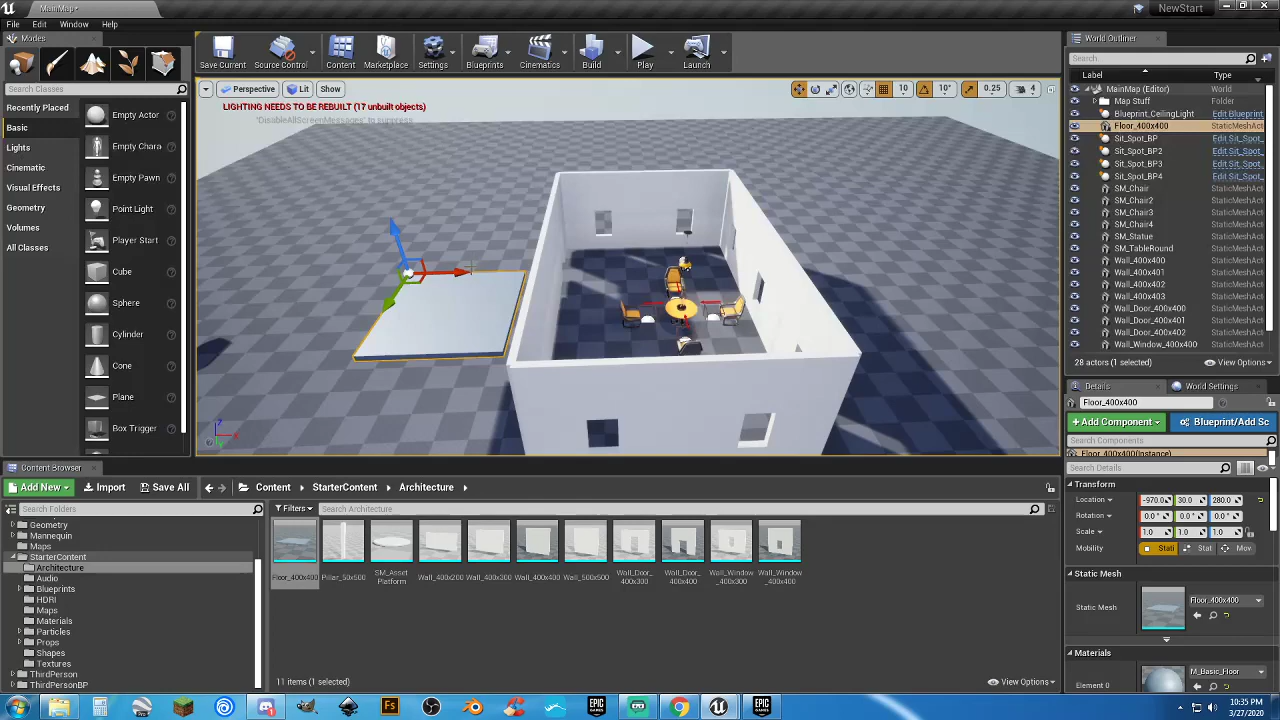 MainMap*
NewStart
File Edit Window Help
Modes
Search Classes
Recently Placed
Basic
Lights
Cinematic
Visual Effects
Geometry
Volumes
All Classes
Empty Actor
Empty Chara
Empty Pawn
Point Light
Player Start
Cube
Sphere
Cylinder
Cone
Plane
Box Trigger
Save Current Source Control Content Marketplace Settings Blueprints Cinematics Build Play Launch
Perspective Lit Show 10 10° 0.25 4
LIGHTING NEEDS TO BE REBUILT (17 unbuilt objects)
'DisableAllScreenMessages' to suppress
World Outliner
Search...
Label Type
MainMap (Editor) World
Map Stuff Folder
Blueprint_CeilingLight Edit Blueprint
Floor_400x400 StaticMeshAct
Sit_Spot_BP Edit Sit_Spot_
Sit_Spot_BP2 Edit Sit_Spot_
Sit_Spot_BP3 Edit Sit_Spot_
Sit_Spot_BP4 Edit Sit_Spot_
SM_Chair StaticMeshAct
SM_Chair2 StaticMeshAct
SM_Chair3 StaticMeshAct
SM_Chair4 StaticMeshAct
SM_Statue StaticMeshAct
SM_TableRound StaticMeshAct
Wall_400x400 StaticMeshAct
Wall_400x401 StaticMeshAct
Wall_400x402 StaticMeshAct
Wall_400x403 StaticMeshAct
Wall_Door_400x400 StaticMeshAct
Wall_Door_400x401 StaticMeshAct
Wall_Door_400x402 StaticMeshAct
Wall_Window_400x400 StaticMeshAct
28 actors (1 selected) View Options
Details World Settings
Floor_400x400
+ Add Component Blueprint/Add Sc
Search Components
Floor_400x400(Instance)
Search Details
Transform
Location -970.0 30.0 280.0
Rotation 0.0° 0.0° 0.0°
Scale 1.0 1.0 1.0
Mobility Stati Stat Mov
Static Mesh
Static Mesh Floor_400x400
Materials
Element 0 M_Basic_Floor
Content Browser
Add New Import Save All Content StarterContent Architecture
Search Folders
Filters Search Architecture
Geometry
Mannequin
Maps
StarterContent
Architecture
Audio
Blueprints
HDRI
Maps
Materials
Particles
Props
Shapes
Textures
ThirdPerson
ThirdPersonBP
Floor_400x400 Pillar_50x500 SM_Asset Platform Wall_400x200 Wall_400x300 Wall_400x400 Wall_500x500 Wall_Door_400x300 Wall_Door_400x400 Wall_Window_400x300 Wall_Window_400x400
11 items (1 selected) View Options
10:35 PM
3/27/2020